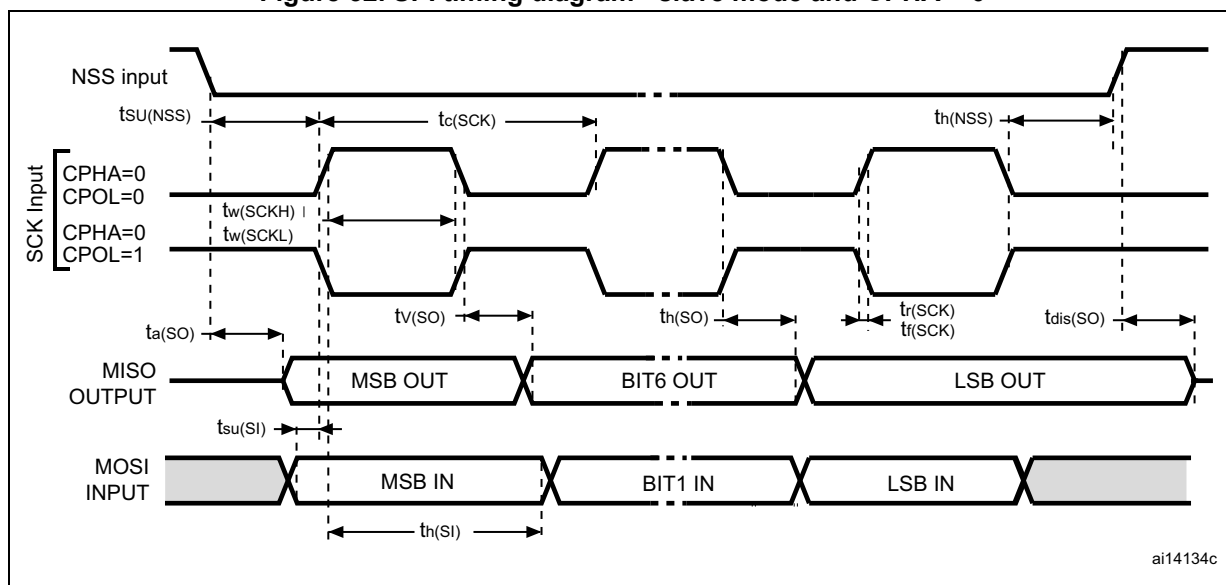 NSS input
tSU(NSS)
tc(SCK)
th(NSS)
SCK Input
CPHA=0
CPOL=0
tw(SCKH)
tw(SCKL)
CPHA=0
CPOL=1
ta(SO)
tV(SO)
th(SO)
tr(SCK)
tf(SCK)
tdis(SO)
MISO
OUTPUT
MSB OUT
BIT6 OUT
LSB OUT
tsu(SI)
MOSI
INPUT
MSB IN
BIT1 IN
LSB IN
th(SI)
ai14134c